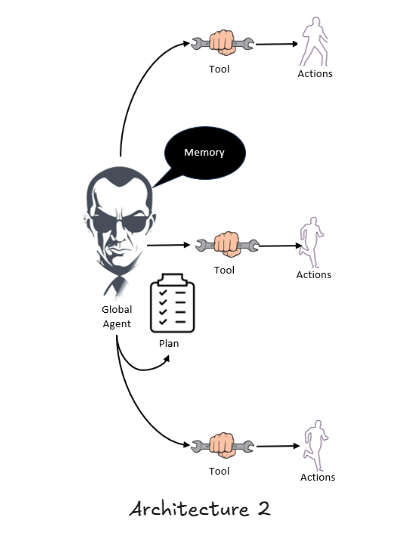 Tool
Actions
Memory
Tool
Actions
Global
Agent
Plan
Tool
Actions
Architecture 2